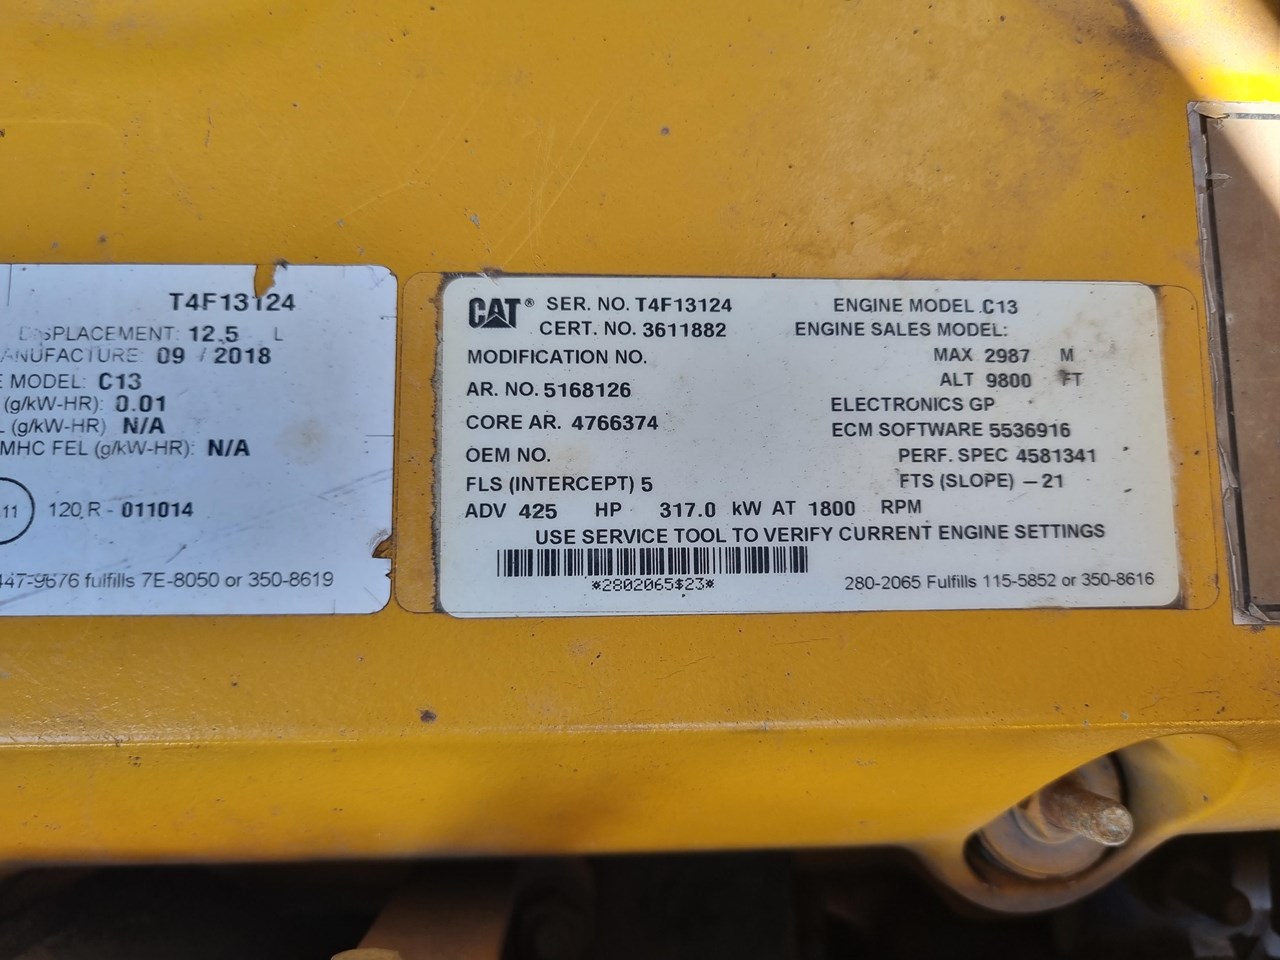 T4F13124
DISPLACEMENT: 12.5 L
MANUFACTURE: 09 / 2018
E MODEL: C13
(g/kW-HR): 0.01
L (g/kW-HR) N/A
MHC FEL (g/kW-HR): N/A
11
120 R - 011014
447-9676 fulfills 7E-8050 or 350-8619
CAT® SER. NO. T4F13124 ENGINE MODEL C13
CERT. NO. 3611882 ENGINE SALES MODEL:
MODIFICATION NO. MAX 2987 M
AR. NO. 5168126 ALT 9800 FT
ELECTRONICS GP
CORE AR. 4766374 ECM SOFTWARE 5536916
OEM NO. PERF. SPEC 4581341
FLS (INTERCEPT) 5 FTS (SLOPE) -21
ADV 425 HP 317.0 kW AT 1800 RPM
USE SERVICE TOOL TO VERIFY CURRENT ENGINE SETTINGS
*2802065$23*
280-2065 Fulfills 115-5852 or 350-8616